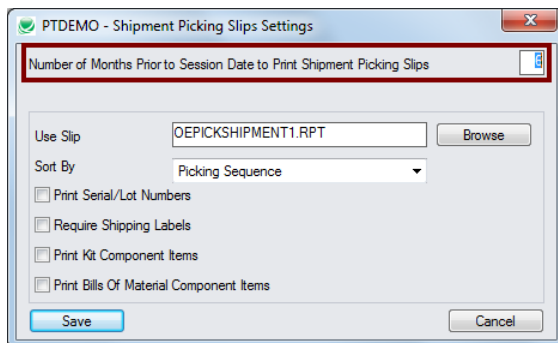 PTDEMO - Shipment Picking Slips Settings
Number of Months Prior to Session Date to Print Shipment Picking Slips
Use Slip OEPICKSHIPMENT1.RPT Browse
Sort By Picking Sequence
Print Serial/Lot Numbers
Require Shipping Labels
Print Kit Component Items
Print Bills Of Material Component Items
Save Cancel